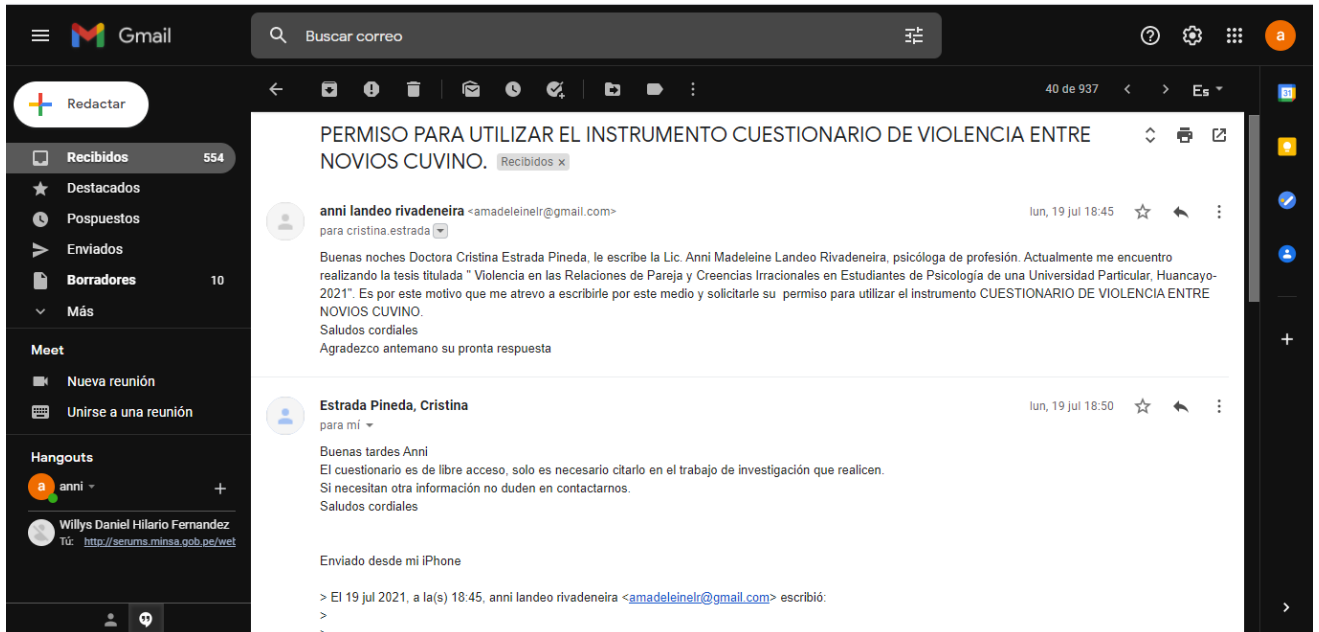 Gmail
Buscar correo
a
Redactar
40 de 937
Es
31
PERMISO PARA UTILIZAR EL INSTRUMENTO CUESTIONARIO DE VIOLENCIA ENTRE
NOVIOS CUVINO. Recibidos x
Recibidos 554
Destacados
Pospuestos
Enviados
Borradores 10
Más
Meet
Nueva reunión
Unirse a una reunión
Hangouts
a anni
+
Willys Daniel Hilario Fernandez
Tú: http://serums.minsa.gob.pe/wet
anni landeo rivadeneira <amadeleinelr@gmail.com> lun, 19 jul 18:45
para cristina.estrada
Buenas noches Doctora Cristina Estrada Pineda, le escribe la Lic. Anni Madeleine Landeo Rivadeneira, psicóloga de profesión. Actualmente me encuentro
realizando la tesis titulada " Violencia en las Relaciones de Pareja y Creencias Irracionales en Estudiantes de Psicología de una Universidad Particular, Huancayo-
2021". Es por este motivo que me atrevo a escribirle por este medio y solicitarle su permiso para utilizar el instrumento CUESTIONARIO DE VIOLENCIA ENTRE
NOVIOS CUVINO.
Saludos cordiales
Agradezco antemano su pronta respuesta
Estrada Pineda, Cristina lun, 19 jul 18:50
para mí
Buenas tardes Anni
El cuestionario es de libre acceso, solo es necesario citarlo en el trabajo de investigación que realicen.
Si necesitan otra información no duden en contactarnos.
Saludos cordiales
Enviado desde mi iPhone
> El 19 jul 2021, a la(s) 18:45, anni landeo rivadeneira <amadeleinelr@gmail.com> escribió:
>
>